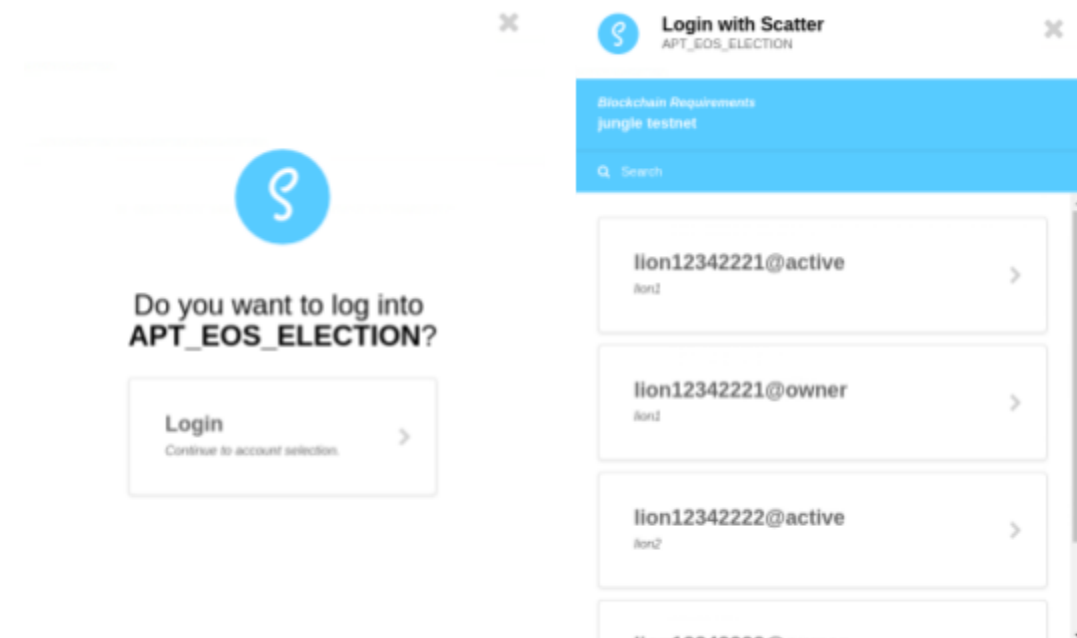 Do you want to log into
APT_EOS_ELECTION?
Login
Continue to account selection.
Login with Scatter
APT_EOS_ELECTION
Blockchain Requirements
jungle testnet
Search
lion12342221@active
lion1
lion12342221@owner
lion1
lion12342222@active
lion2